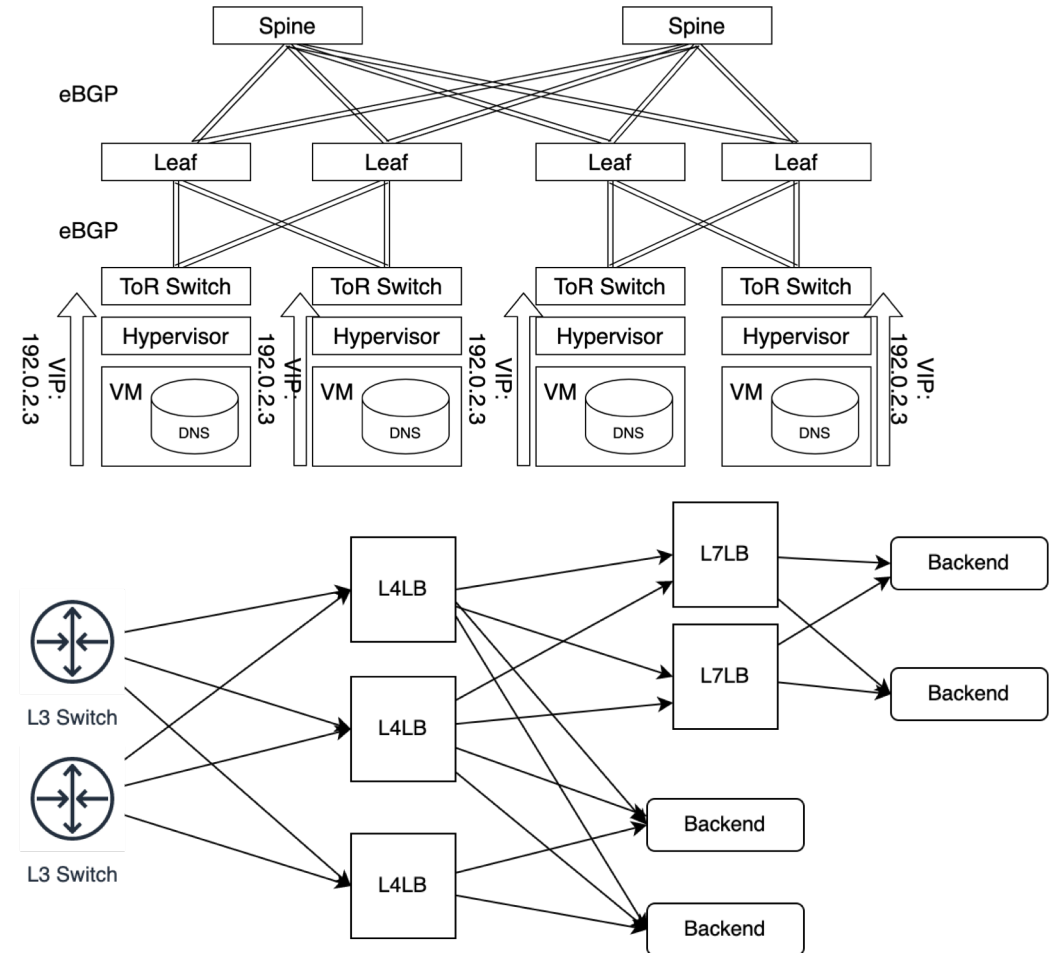 Spine
Spine
eBGP
Leaf
Leaf
Leaf
Leaf
eBGP
ToR Switch
ToR Switch
ToR Switch
ToR Switch
Hypervisor
Hypervisor
Hypervisor
Hypervisor
VIP:
192.0.2.3
VIP:
192.0.2.3
VIP:
192.0.2.3
VIP:
192.0.2.3
VM
DNS
VM
DNS
VM
DNS
VM
DNS
L4LB
L7LB
Backend
L3 Switch
L7LB
Backend
L4LB
L3 Switch
Backend
L4LB
Backend